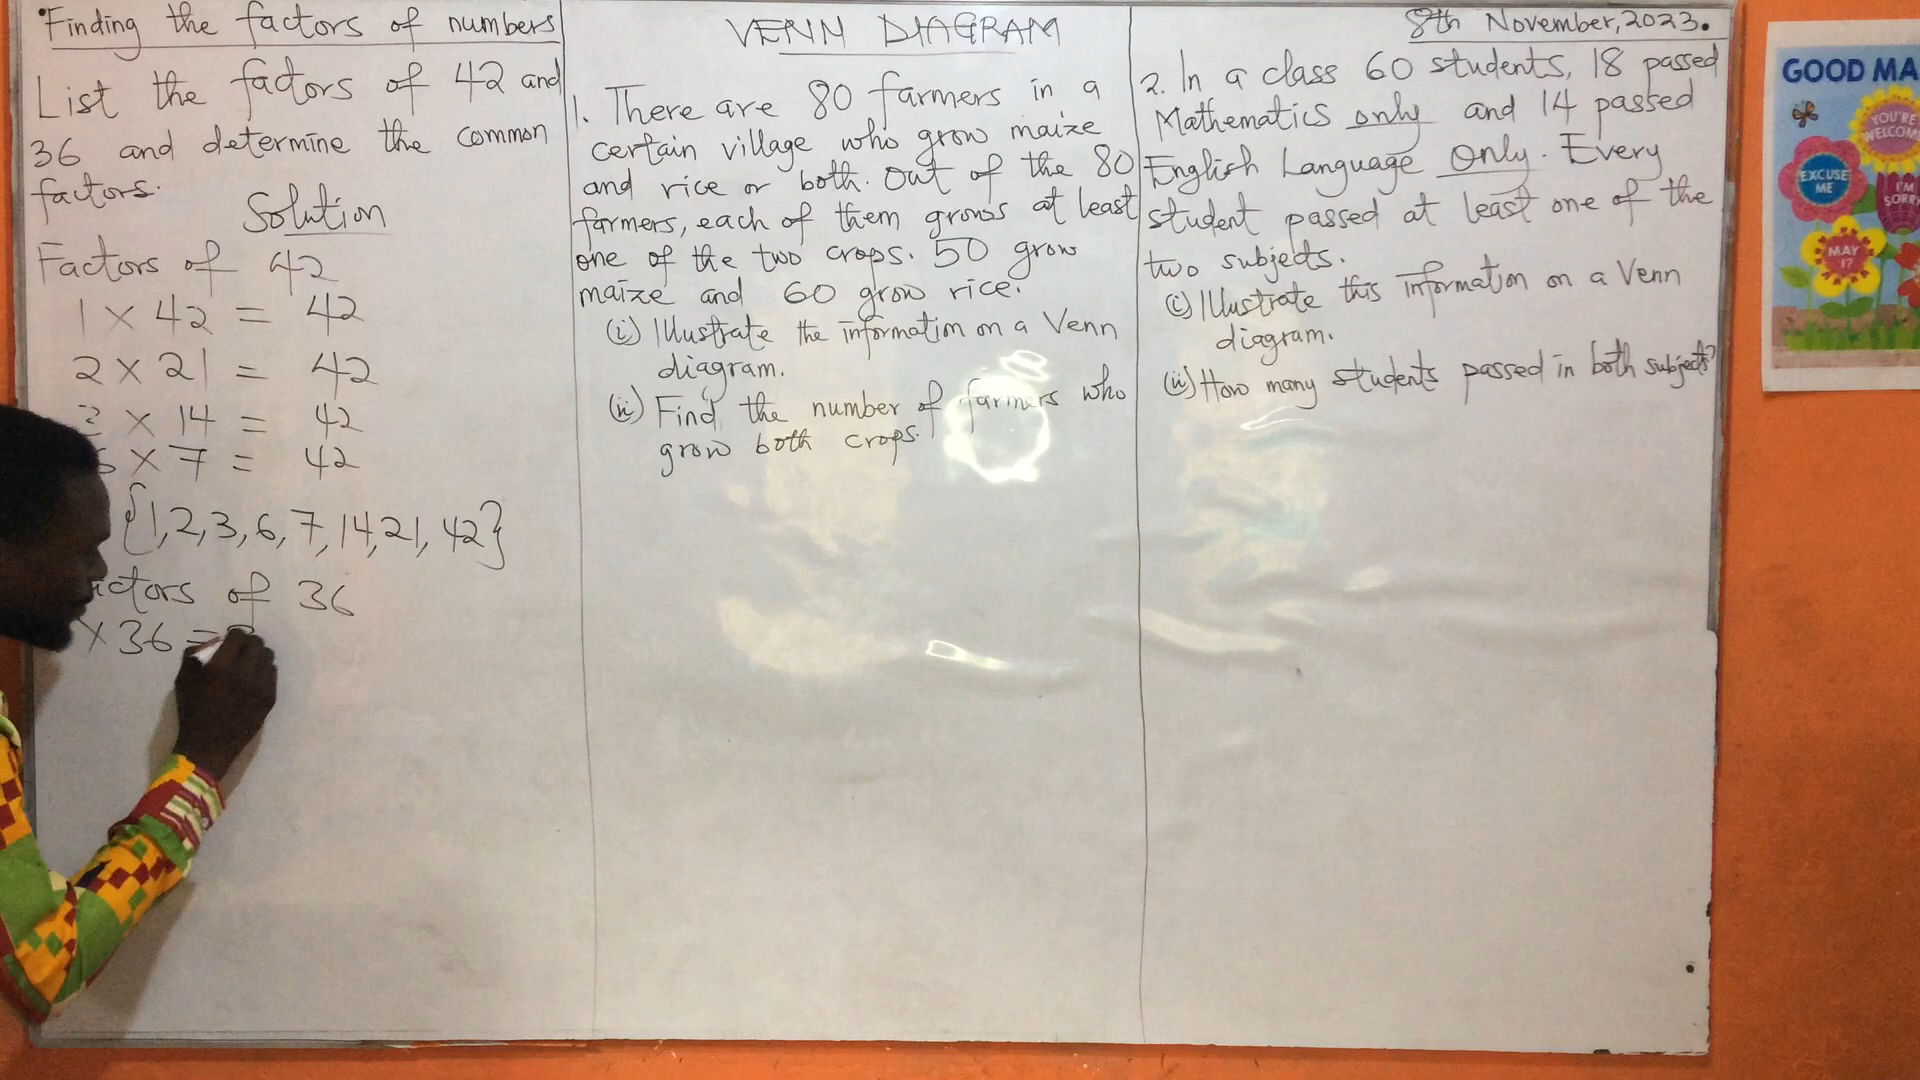 Finding the factors of numbers
List the factors of 42 and
36 and determine the common
factors.
Solution
Factors of 42
1 × 42 = 42
2 × 21 = 42
× 14 = 42
6 × 7 = 42
{1,2,3,6,7,14,21,42}
of 36
× 36 =
VENN DIAGRAM
1. There are 80 farmers in a
certain village who grow maize
and rice or both. Out of the 80
farmers, each of them grows at least
one of the two crops. 50 grow
maize and 60 grow rice.
(i) Illustrate the information on a Venn
diagram.
(ii) Find the number of farmers who
grow both crops.
8th November, 2023.
2. In a class 60 students, 18 passed
Mathematics only and 14 passed
English Language Only. Every
student passed at least one of the
two subjects.
(i) Illustrate this information on a Venn
diagram.
(ii) How many students passed in both subjects?
GOOD MA
YOU'RE
WELCOM
EXCUSE
ME
I'M
SORRY
MAY
I?